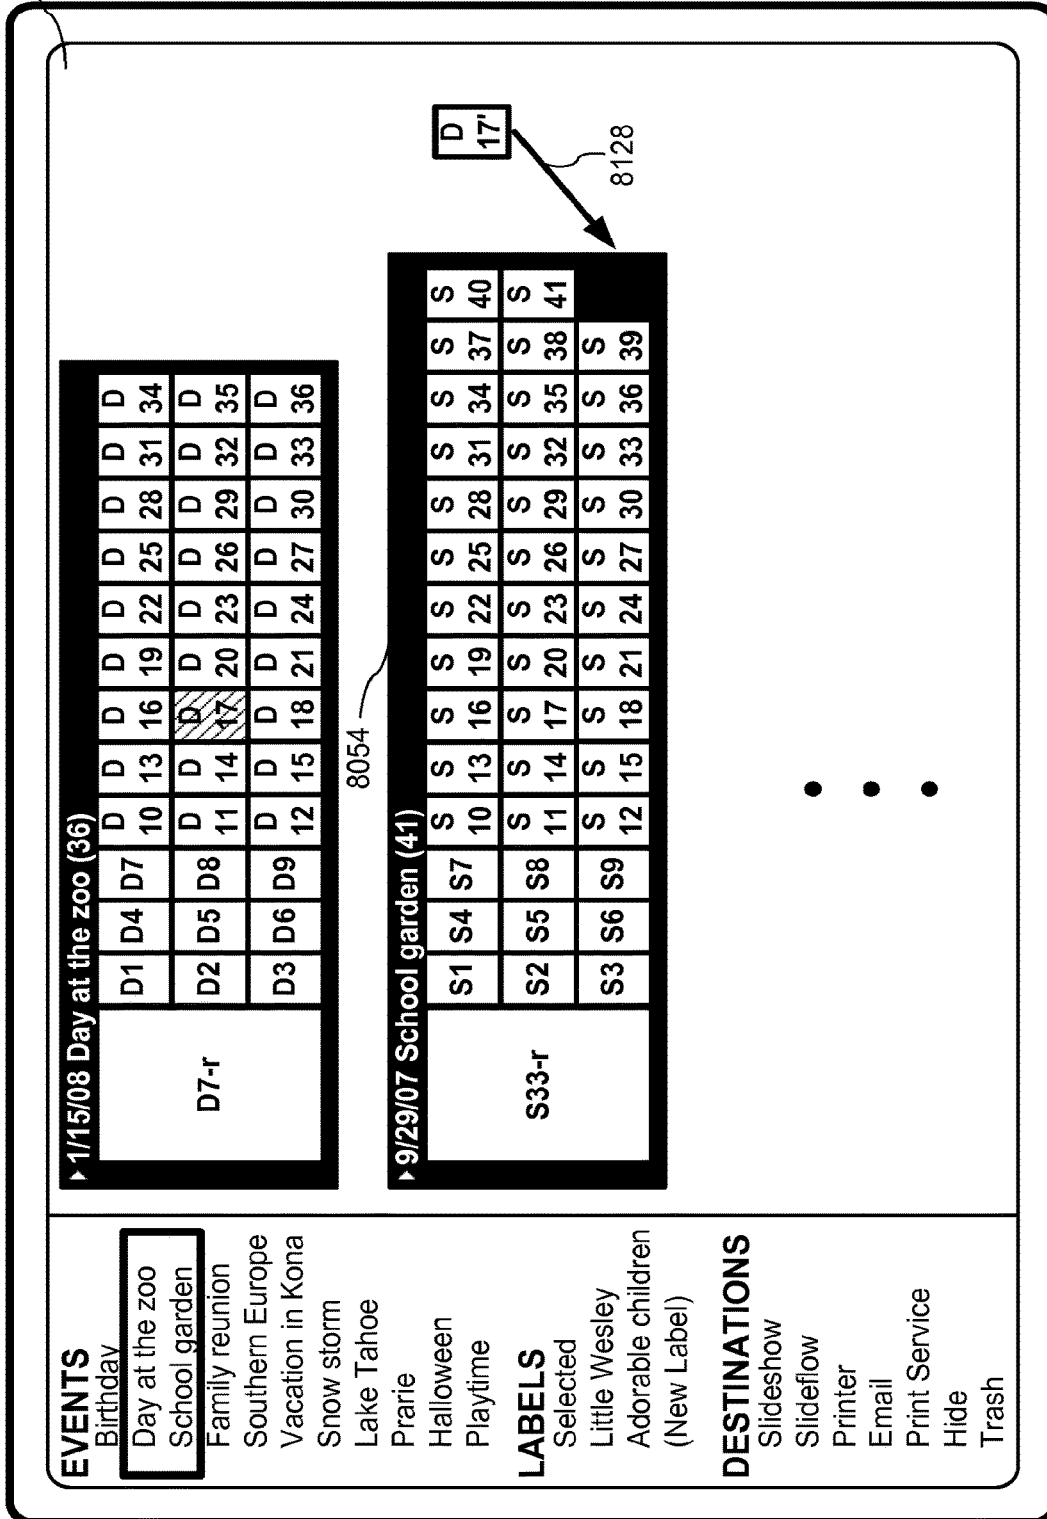 EVENTS
Birthday
Day at the zoo
School garden
Family reunion
Southern Europe
Vacation in Kona
Snow storm
Lake Tahoe
Prarie
Halloween
Playtime
LABELS
Selected
Little Wesley
Adorable children
(New Label)
DESTINATIONS
Slideshow
Slideflow
Printer
Email
Print Service
Hide
Trash
1/15/08 Day at the zoo (36)
D7-r
D1 D4 D7 D 10 D 13 D 16 D 19 D 22 D 25 D 28 D 31 D 34
D2 D5 D8 D 11 D 14 D 17 D 20 D 23 D 26 D 29 D 32 D 35
D3 D6 D9 D 12 D 15 D 18 D 21 D 24 D 27 D 30 D 33 D 36
8054
9/29/07 School garden (41)
S33-r
S1 S4 S7 S 10 S 13 S 16 S 19 S 22 S 25 S 28 S 31 S 34 S 37 S 40
S2 S5 S8 S 11 S 14 S 17 S 20 S 23 S 26 S 29 S 32 S 35 S 38 S 41
S3 S6 S9 S 12 S 15 S 18 S 21 S 24 S 27 S 30 S 33 S 36 S 39
D 17'
8128